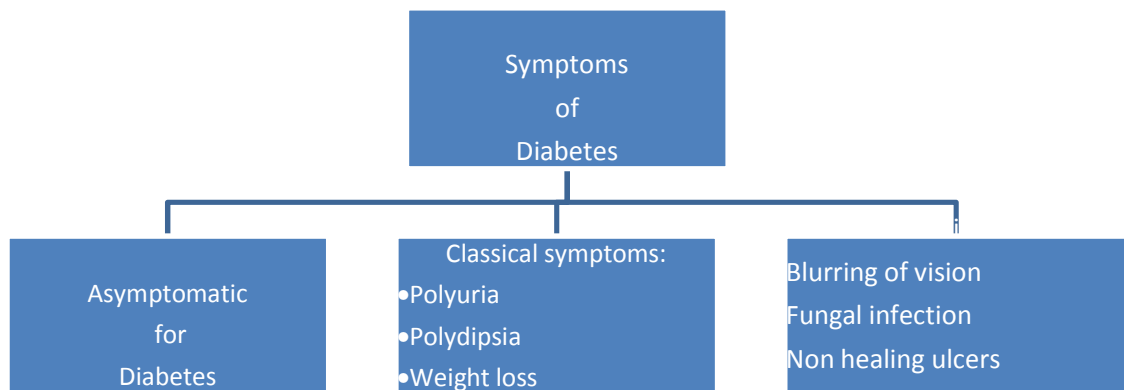 Symptoms
of
Diabetes
Asymptomatic
for
Diabetes
Classical symptoms:
•Polyuria
•Polydipsia
•Weight loss
Blurring of vision
Fungal infection
Non healing ulcers